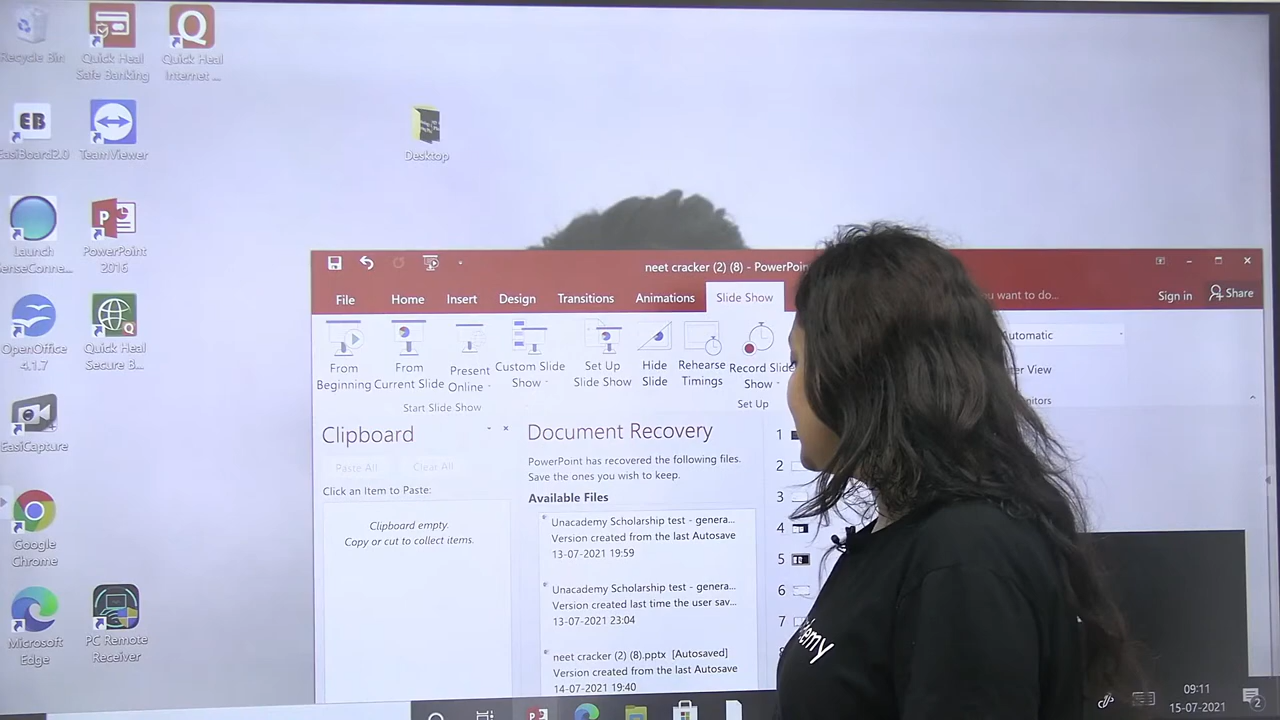 Recycle Bin
Quick Heal
Safe Banking
Quick Heal
Internet ...
EB
EasiBoard2.0
TeamViewer
Desktop
Launch
PowerPoint
2016
OpenOffice
4.1.7
Quick Heal
Secure B...
EasiCapture
Google
Chrome
Microsoft
Edge
PC Remote
Receiver
neet cracker (2) (8) - PowerPoin
File
Home
Insert
Design
Transitions
Animations
Slide Show
you want to do...
Sign in
Share
From
Beginning
From
Current Slide
Present
Online
Custom Slide
Show
Set Up
Slide Show
Hide
Slide
Rehearse
Timings
Record Slide
Show
Automatic
ter View
nitors
Start Slide Show
Set Up
Clipboard
Paste All
Clear All
Click an Item to Paste:
Clipboard empty.
Copy or cut to collect items.
Document Recovery
PowerPoint has recovered the following files.
Save the ones you wish to keep.
Available Files
Unacademy Scholarship test - genera...
Version created from the last Autosave
13-07-2021 19:59
Unacademy Scholarship test - genera...
Version created last time the user sav...
13-07-2021 23:04
neet cracker (2) (8).pptx [Autosaved]
Version created from the last Autosave
14-07-2021 19:40
1
2
3
4
5
6
7
demy
09:11
15-07-2021
2